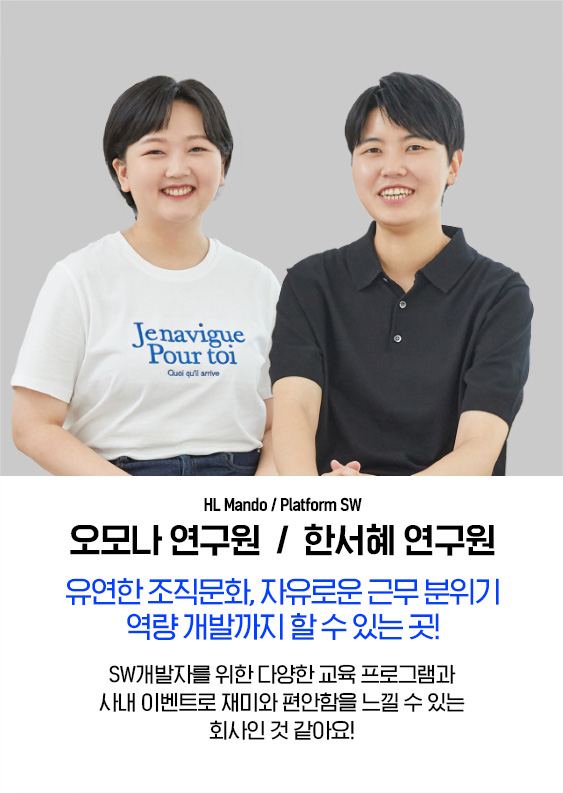 Je navigue
Pour toi
Quoi qu'il arrive
HL Mando / Platform SW
오모나 연구원 / 한서혜 연구원
유연한 조직문화, 자유로운 근무 분위기
역량 개발까지 할 수 있는 곳!
SW개발자를 위한 다양한 교육 프로그램과
사내 이벤트로 재미와 편안함을 느낄 수 있는
회사인 것 같아요!